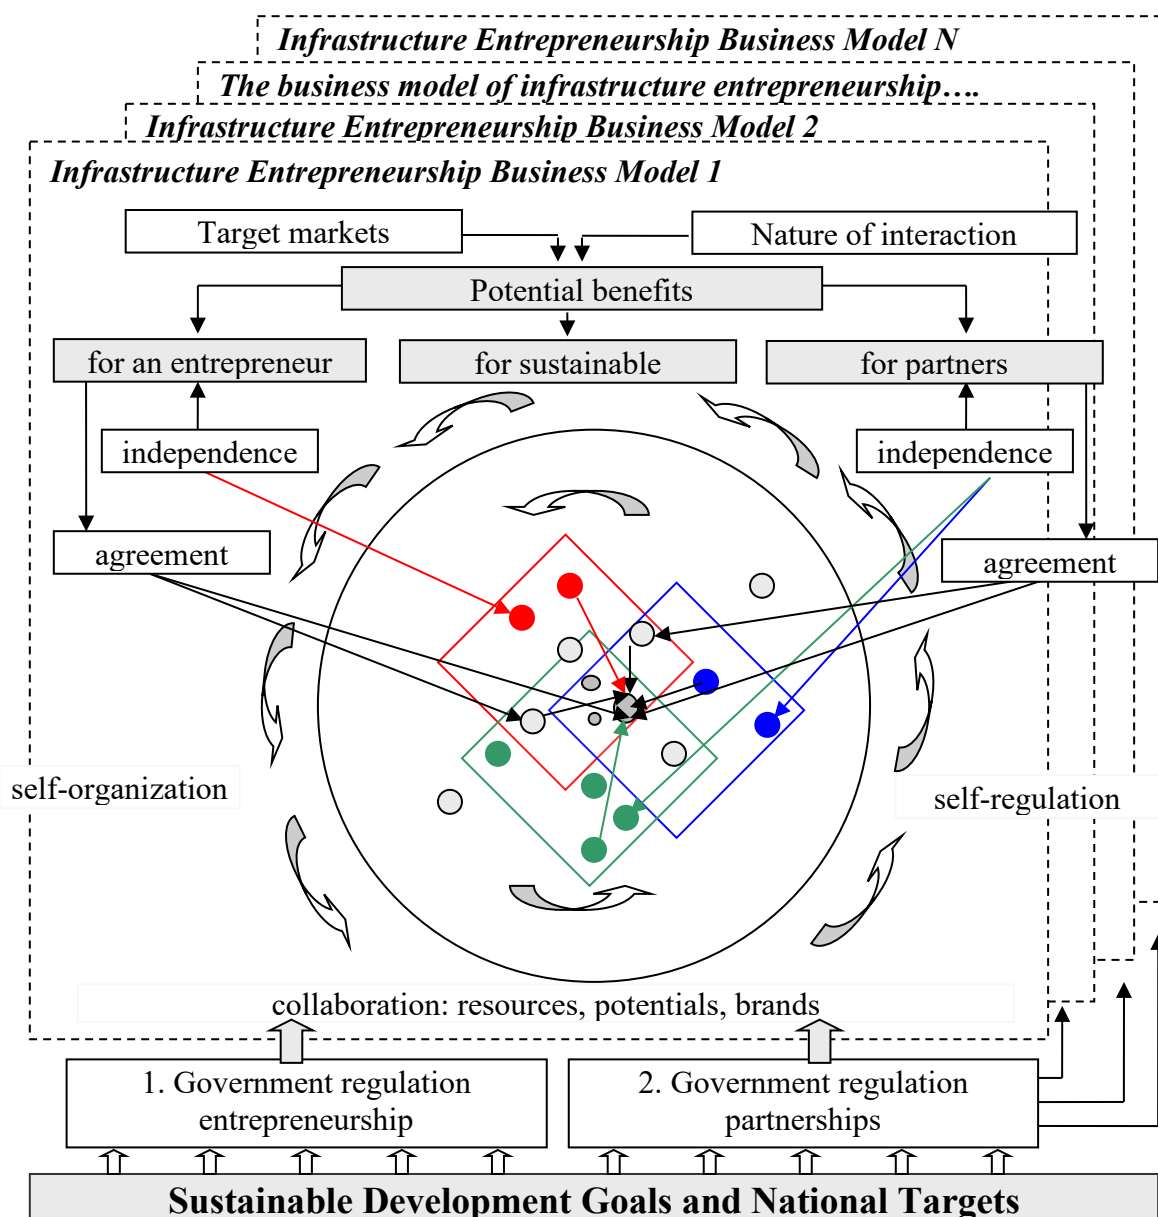 Infrastructure Entrepreneurship Business Model N
The business model of infrastructure entrepreneurship….
Infrastructure Entrepreneurship Business Model 2
Infrastructure Entrepreneurship Business Model 1
Target markets
Nature of interaction
Potential benefits
for an entrepreneur
for sustainable
for partners
independence
independence
agreement
agreement
self-organization
self-regulation
collaboration: resources, potentials, brands
1. Government regulation
entrepreneurship
2. Government regulation
partnerships
Sustainable Development Goals and National Targets